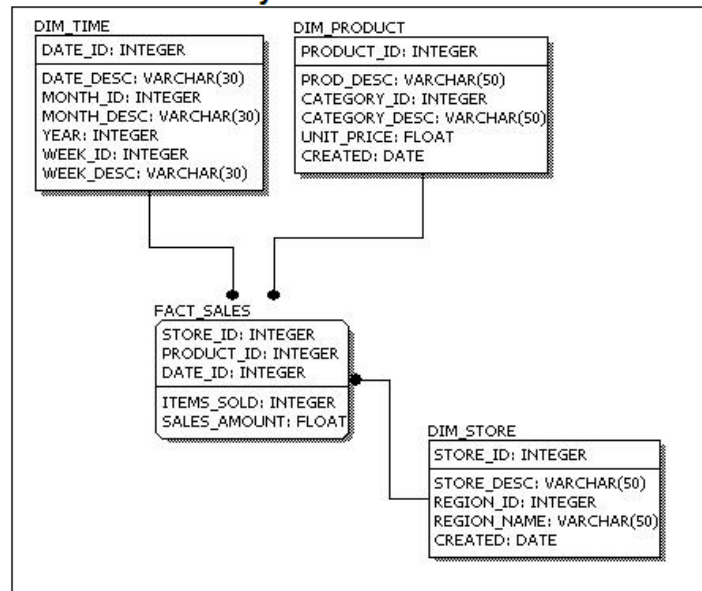 DIM_TIME
DATE_ID: INTEGER
DATE_DESC: VARCHAR(30)
MONTH_ID: INTEGER
MONTH_DESC: VARCHAR(30)
YEAR: INTEGER
WEEK_ID: INTEGER
WEEK_DESC: VARCHAR(30)
DIM_PRODUCT
PRODUCT_ID: INTEGER
PROD_DESC: VARCHAR(50)
CATEGORY_ID: INTEGER
CATEGORY_DESC: VARCHAR(50)
UNIT_PRICE: FLOAT
CREATED: DATE
FACT_SALES
STORE_ID: INTEGER
PRODUCT_ID: INTEGER
DATE_ID: INTEGER
ITEMS_SOLD: INTEGER
SALES_AMOUNT: FLOAT
DIM_STORE
STORE_ID: INTEGER
STORE_DESC: VARCHAR(50)
REGION_ID: INTEGER
REGION_NAME: VARCHAR(50)
CREATED: DATE